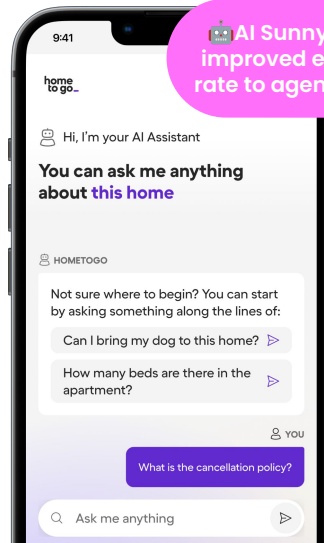 9:41
🤖AI Sunny
improved e
rate to agen
home
to go_
Hi, I'm your AI Assistant
You can ask me anything
about this home
HOMETOGO
Not sure where to begin? You can start
by asking something along the lines of:
Can I bring my dog to this home?
How many beds are there in the
apartment?
YOU
What is the cancellation policy?
Ask me anything